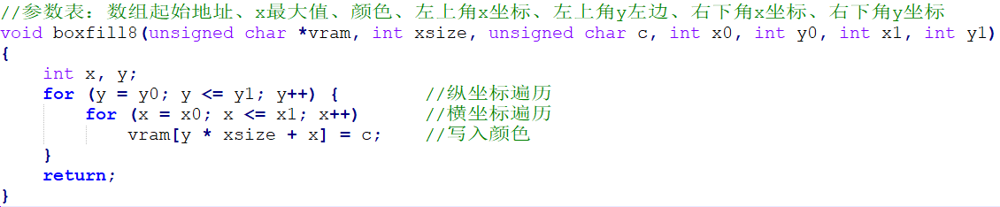 //参数表：数组起始地址、x最大值、颜色、左上角x坐标、左上角y左边、右下角x坐标、右下角y坐标
void boxfill8(unsigned char *vram, int xsize, unsigned char c, int x0, int y0, int x1, int y1)
{
    int x, y;
    for (y = y0; y <= y1; y++) {        //纵坐标遍历
        for (x = x0; x <= x1; x++)      //横坐标遍历
            vram[y * xsize + x] = c;    //写入颜色
    }
    return;
}